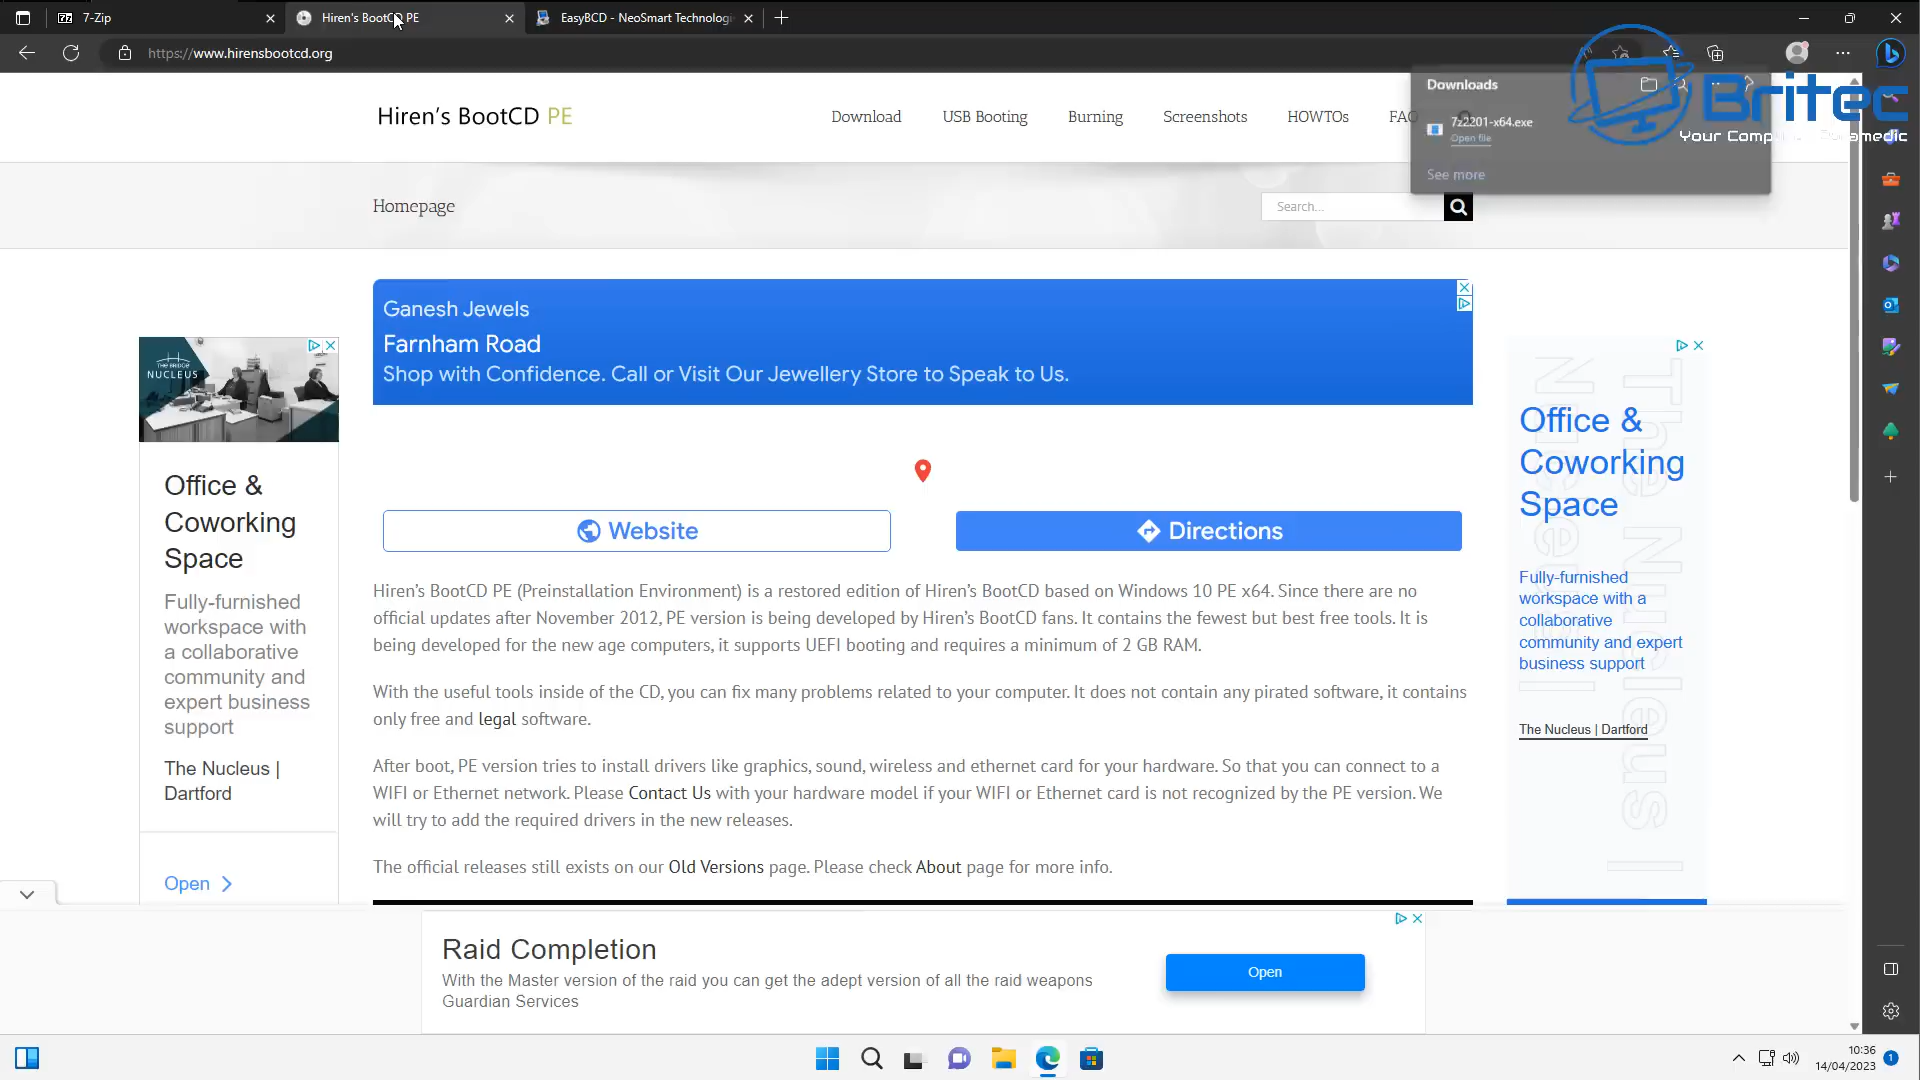 7-Zip
Hiren's BootCD PE
EasyBCD - NeoSmart Technologi
https://www.hirensbootcd.org
Downloads
7z2201-x64.exe
Open file
See more
Britec
Hiren's BootCD PE
Download
USB Booting
Burning
Screenshots
HOWTOs
FAQ
Homepage
Search...
Ganesh Jewels
Farnham Road
Shop with Confidence. Call or Visit Our Jewellery Store to Speak to Us.
Website
Directions
THE BRIDGE
NUCLEUS
Office &
Coworking
Space
Fully-furnished
workspace with
a collaborative
community and
expert business
support
The Nucleus |
Dartford
Open
Hiren’s BootCD PE (Preinstallation Environment) is a restored edition of Hiren’s BootCD based on Windows 10 PE x64. Since there are no
official updates after November 2012, PE version is being developed by Hiren’s BootCD fans. It contains the fewest but best free tools. It is
being developed for the new age computers, it supports UEFI booting and requires a minimum of 2 GB RAM.
With the useful tools inside of the CD, you can fix many problems related to your computer. It does not contain any pirated software, it contains
only free and legal software.
After boot, PE version tries to install drivers like graphics, sound, wireless and ethernet card for your hardware. So that you can connect to a
WIFI or Ethernet network. Please Contact Us with your hardware model if your WIFI or Ethernet card is not recognized by the PE version. We
will try to add the required drivers in the new releases.
The official releases still exists on our Old Versions page. Please check About page for more info.
The Nucleus |
Office &
Coworking
Space
Fully-furnished
workspace with a
collaborative
community and expert
business support
The Nucleus | Dartford
Raid Completion
With the Master version of the raid you can get the adept version of all the raid weapons
Guardian Services
Open
10:36
14/04/2023
1